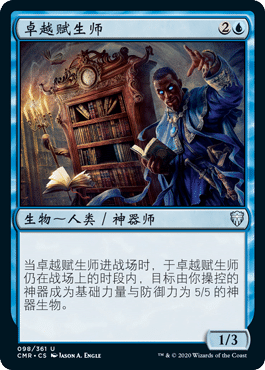 卓越赋生师 2
生物～人类 / 神器师
当卓越赋生师进战场时，于卓越赋生师
仍在战场上的时段内，目标由你操控的
神器成为基础力量与防御力为 5/5 的神
器生物。
1/3
098/361 U
CMR • CS JASON A. ENGLE
™ & © 2020 Wizards of the Coast